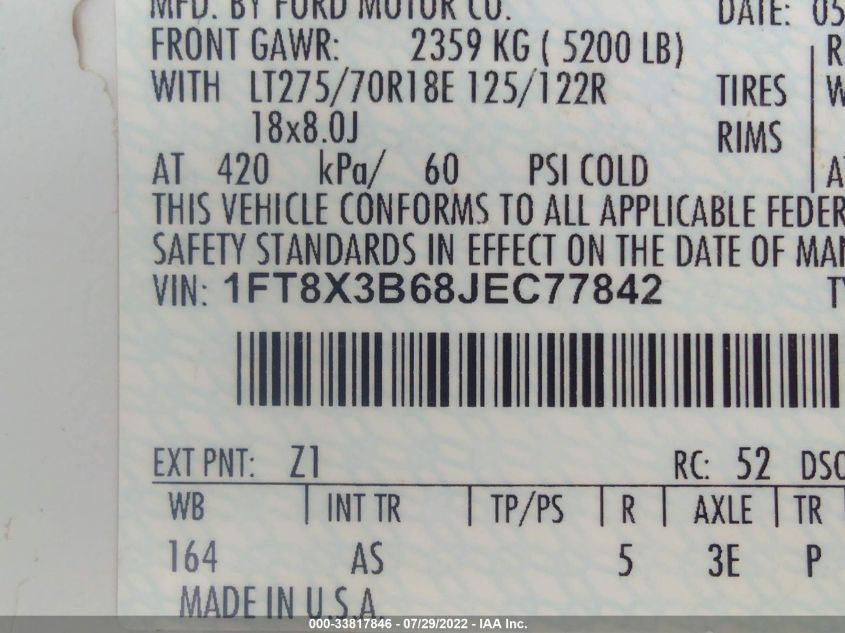 MFD. BY FORD MOTOR CO. DATE: 05
FRONT GAWR: 2359 KG ( 5200 LB)
WITH LT275/70R18E 125/122R TIRES
18x8.0J RIMS
AT 420 kPa/ 60 PSI COLD
THIS VEHICLE CONFORMS TO ALL APPLICABLE FEDER
SAFETY STANDARDS IN EFFECT ON THE DATE OF MAN
VIN: 1FT8X3B68JEC77842
EXT PNT: Z1 RC: 52 DSO
WB INT TR TP/PS R AXLE TR
164 AS 5 3E P
MADE IN U.S.A.
000-33817846 - 07/29/2022 - IAA Inc.